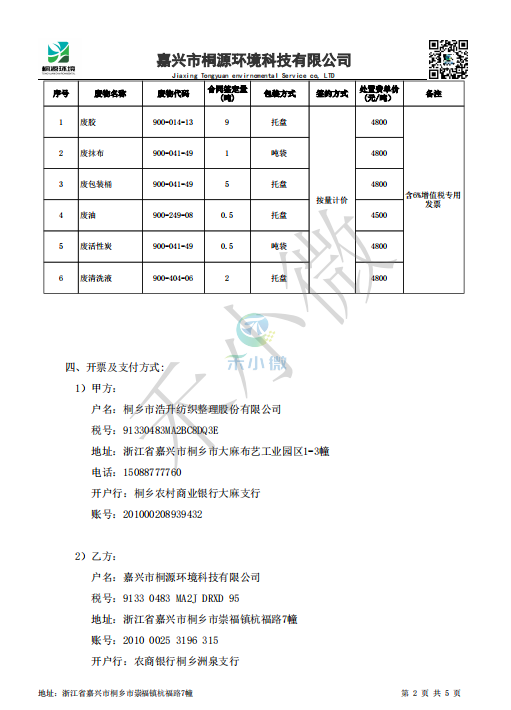 桐源环境
嘉兴市桐源环境科技有限公司
Jiaxing Tongyuan envirnomental Service co, LTD
序号 废物名称 废物代码 合同签定量(吨) 包装方式 签约方式 处置费单价(元/吨) 备注
1 废胶 900-014-13 9 托盘 按量计价 4800 含6%增值税专用发票
2 废抹布 900-041-49 1 吨袋 4800
3 废包装桶 900-041-49 5 托盘 4800
4 废油 900-249-08 0.5 托盘 4500
5 废活性炭 900-041-49 0.5 吨袋 4800
6 废清洗液 900-404-06 2 托盘 4800
禾小微
禾小微
四、开票及支付方式:
1）甲方:
户名: 桐乡市浩升纺织整理股份有限公司
税号: 91330483MA2BC8DQ3E
地址: 浙江省嘉兴市桐乡市大麻布艺工业园区1-3幢
电话: 15088777760
开户行: 桐乡农村商业银行大麻支行
账号: 201000208939432
2）乙方:
户名: 嘉兴市桐源环境科技有限公司
税号: 9133 0483 MA2J DRXD 95
地址: 浙江省嘉兴市桐乡市崇福镇杭福路7幢
账号: 2010 0025 3196 315
开户行: 农商银行桐乡洲泉支行
地址: 浙江省嘉兴市桐乡市崇福镇杭福路7幢
第 2 页 共 5 页